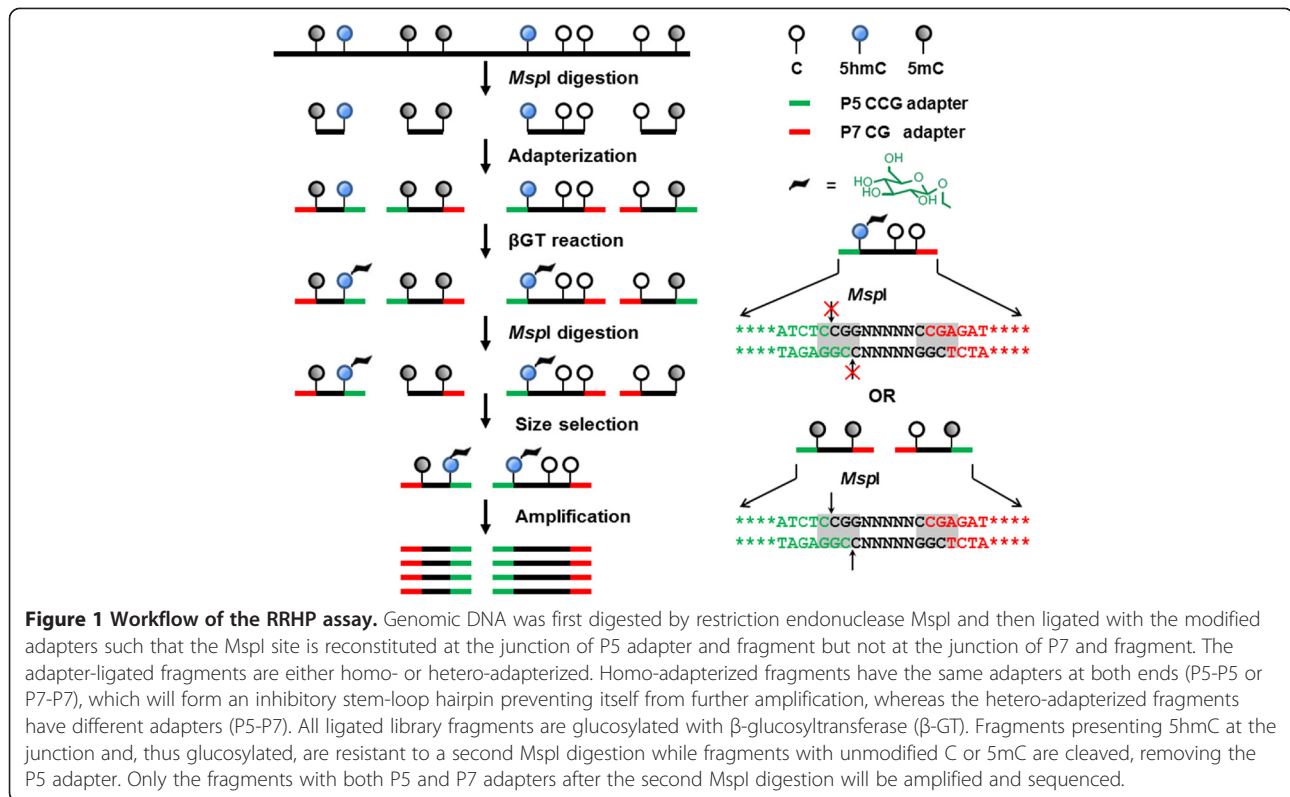 C 5hmC 5mC
MspI digestion
P5 CCG adapter
P7 CG adapter
Adapterization
=
OH
HO
HO
OH
O
O
βGT reaction
MspI digestion
Size selection
Amplification
MspI
****ATCTCCGGNNNNNCCGAGAT****
****TAGAGGCCNNNNNGGCTCTA****
OR
MspI
****ATCTCCGGNNNNNCCGAGAT****
****TAGAGGCCNNNNNGGCTCTA****
Figure 1 Workflow of the RRHP assay. Genomic DNA was first digested by restriction endonuclease MspI and then ligated with the modified
adapters such that the MspI site is reconstituted at the junction of P5 adapter and fragment but not at the junction of P7 and fragment. The
adapter-ligated fragments are either homo- or hetero-adapterized. Homo-adapterized fragments have the same adapters at both ends (P5-P5 or
P7-P7), which will form an inhibitory stem-loop hairpin preventing itself from further amplification, whereas the hetero-adapterized fragments
have different adapters (P5-P7). All ligated library fragments are glucosylated with β-glucosyltransferase (β-GT). Fragments presenting 5hmC at the
junction and, thus glucosylated, are resistant to a second MspI digestion while fragments with unmodified C or 5mC are cleaved, removing the
P5 adapter. Only the fragments with both P5 and P7 adapters after the second MspI digestion will be amplified and sequenced.